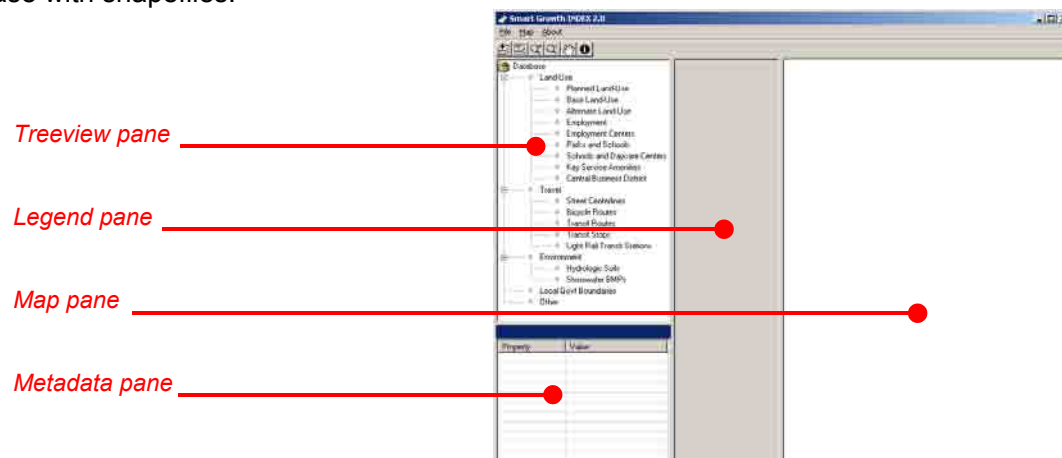 use with shapefiles.
Smart Growth INDEX 2.0
File Map About
Database
Land-Use
Planned Land-Use
Base Land-Use
Alternate Land-Use
Employment
Employment Centers
Parks and Schools
Schools and Daycare Centers
Key Service Amenities
Central Business District
Travel
Street Centerlines
Bicycle Routes
Transit Routes
Transit Stops
Light Rail Transit Stations
Environment
Hydrologic Soils
Stormwater BMPs
Local Govt Boundaries
Other
Property Value
Treeview pane
Legend pane
Map pane
Metadata pane